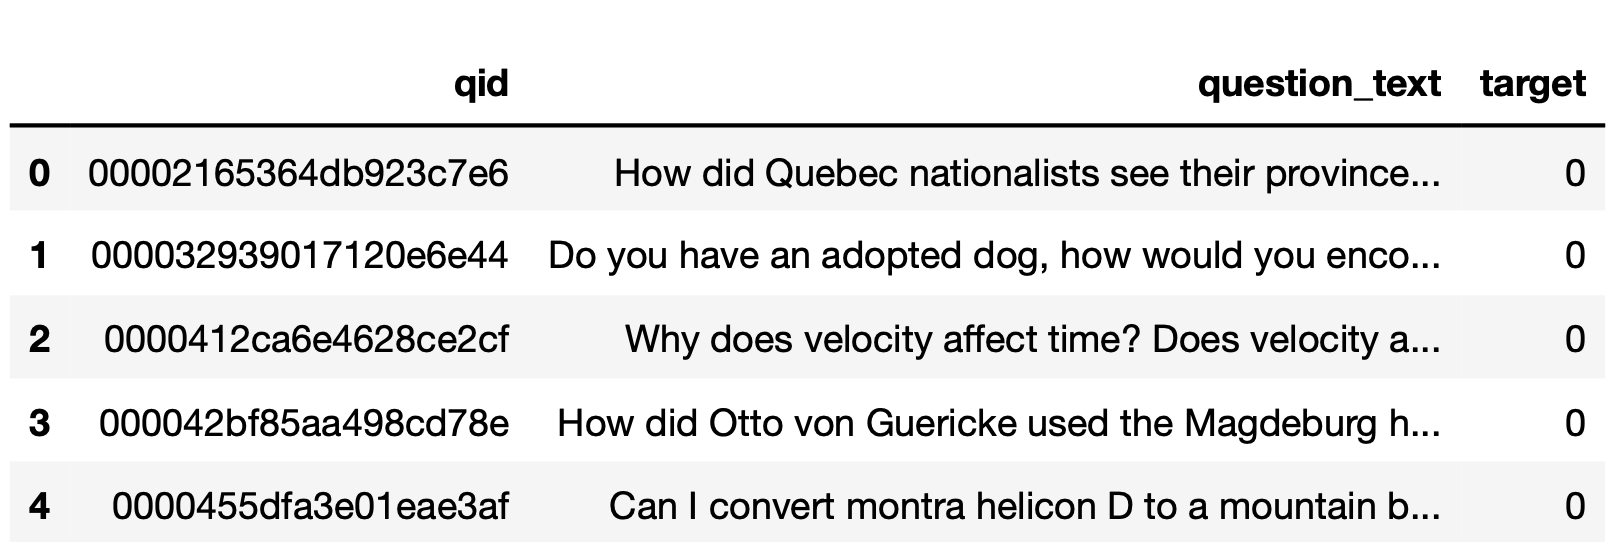 qid question_text target
0 00002165364db923c7e6 How did Quebec nationalists see their province... 0
1 000032939017120e6e44 Do you have an adopted dog, how would you enco... 0
2 0000412ca6e4628ce2cf Why does velocity affect time? Does velocity a... 0
3 000042bf85aa498cd78e How did Otto von Guericke used the Magdeburg h... 0
4 0000455dfa3e01eae3af Can I convert montra helicon D to a mountain b... 0